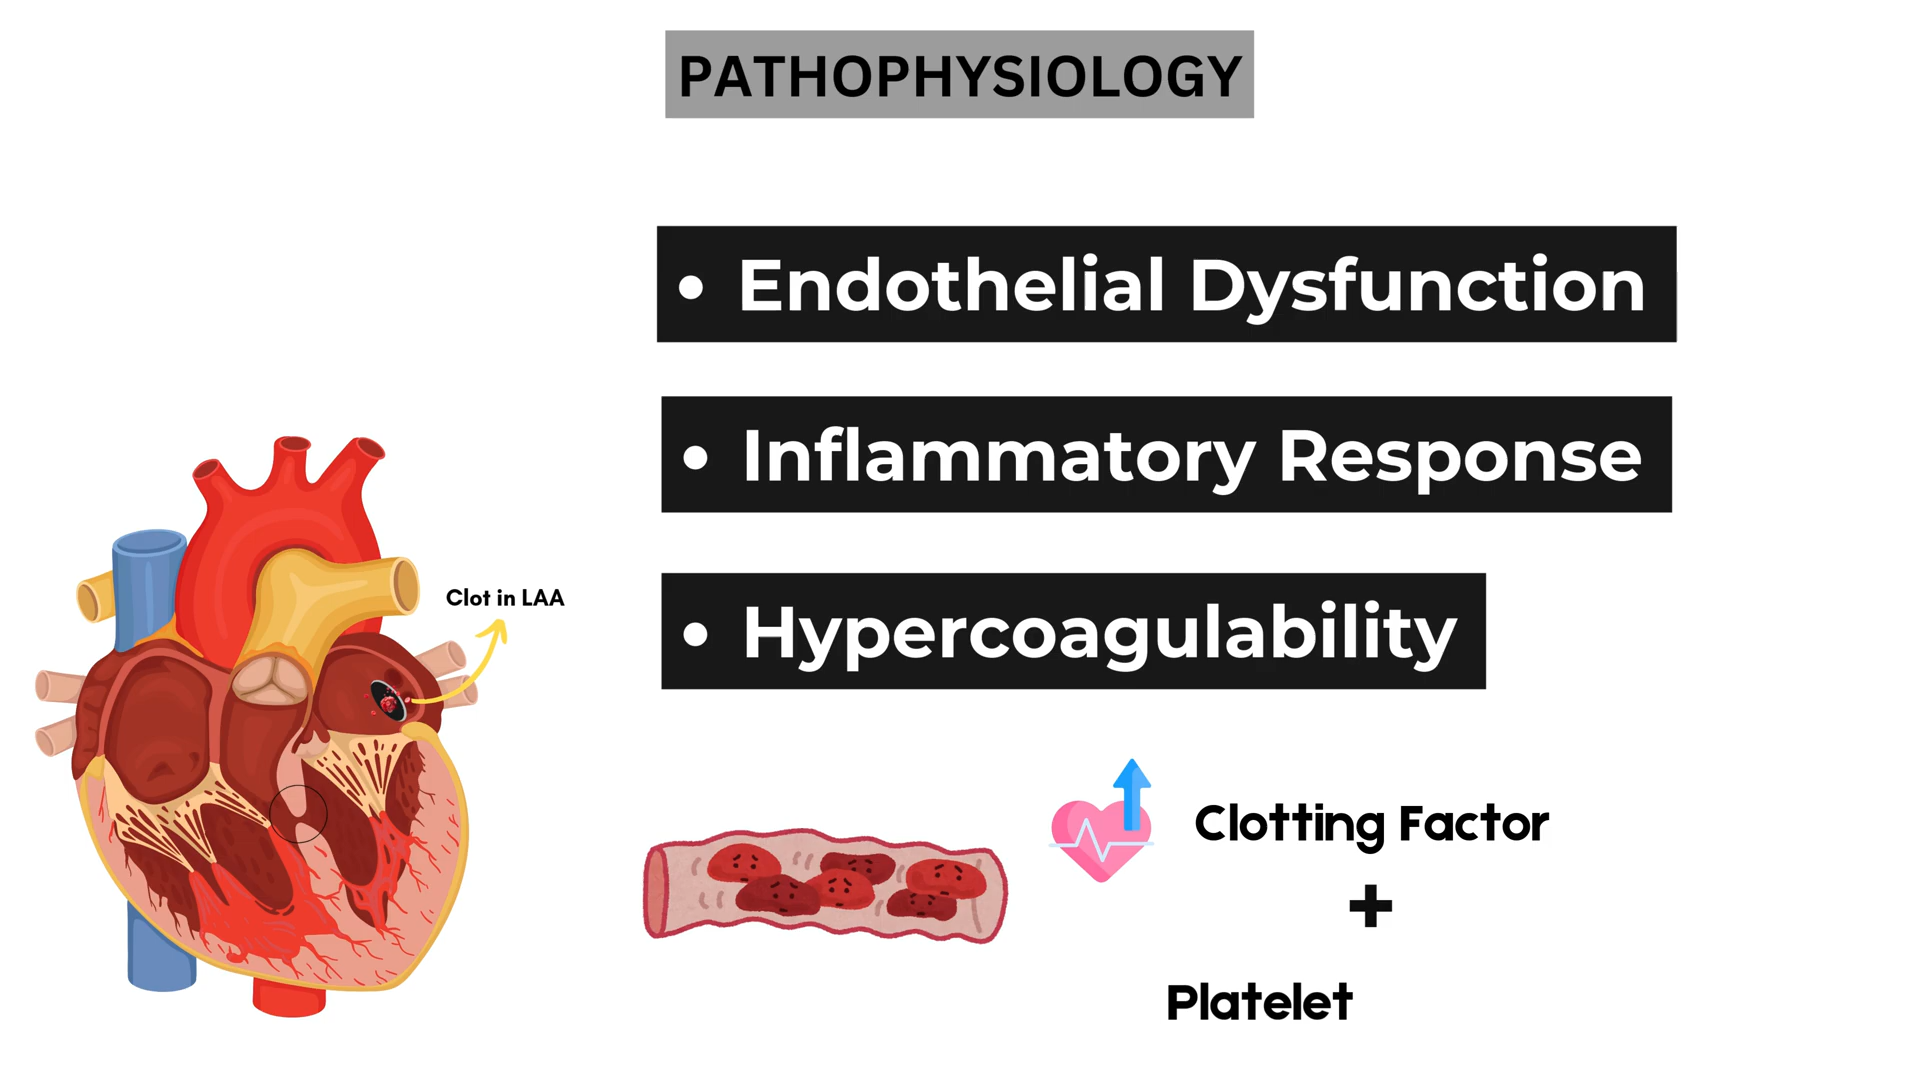 PATHOPHYSIOLOGY
• Endothelial Dysfunction
• Inflammatory Response
• Hypercoagulability
Clot in LAA
Clotting Factor
+
Platelet